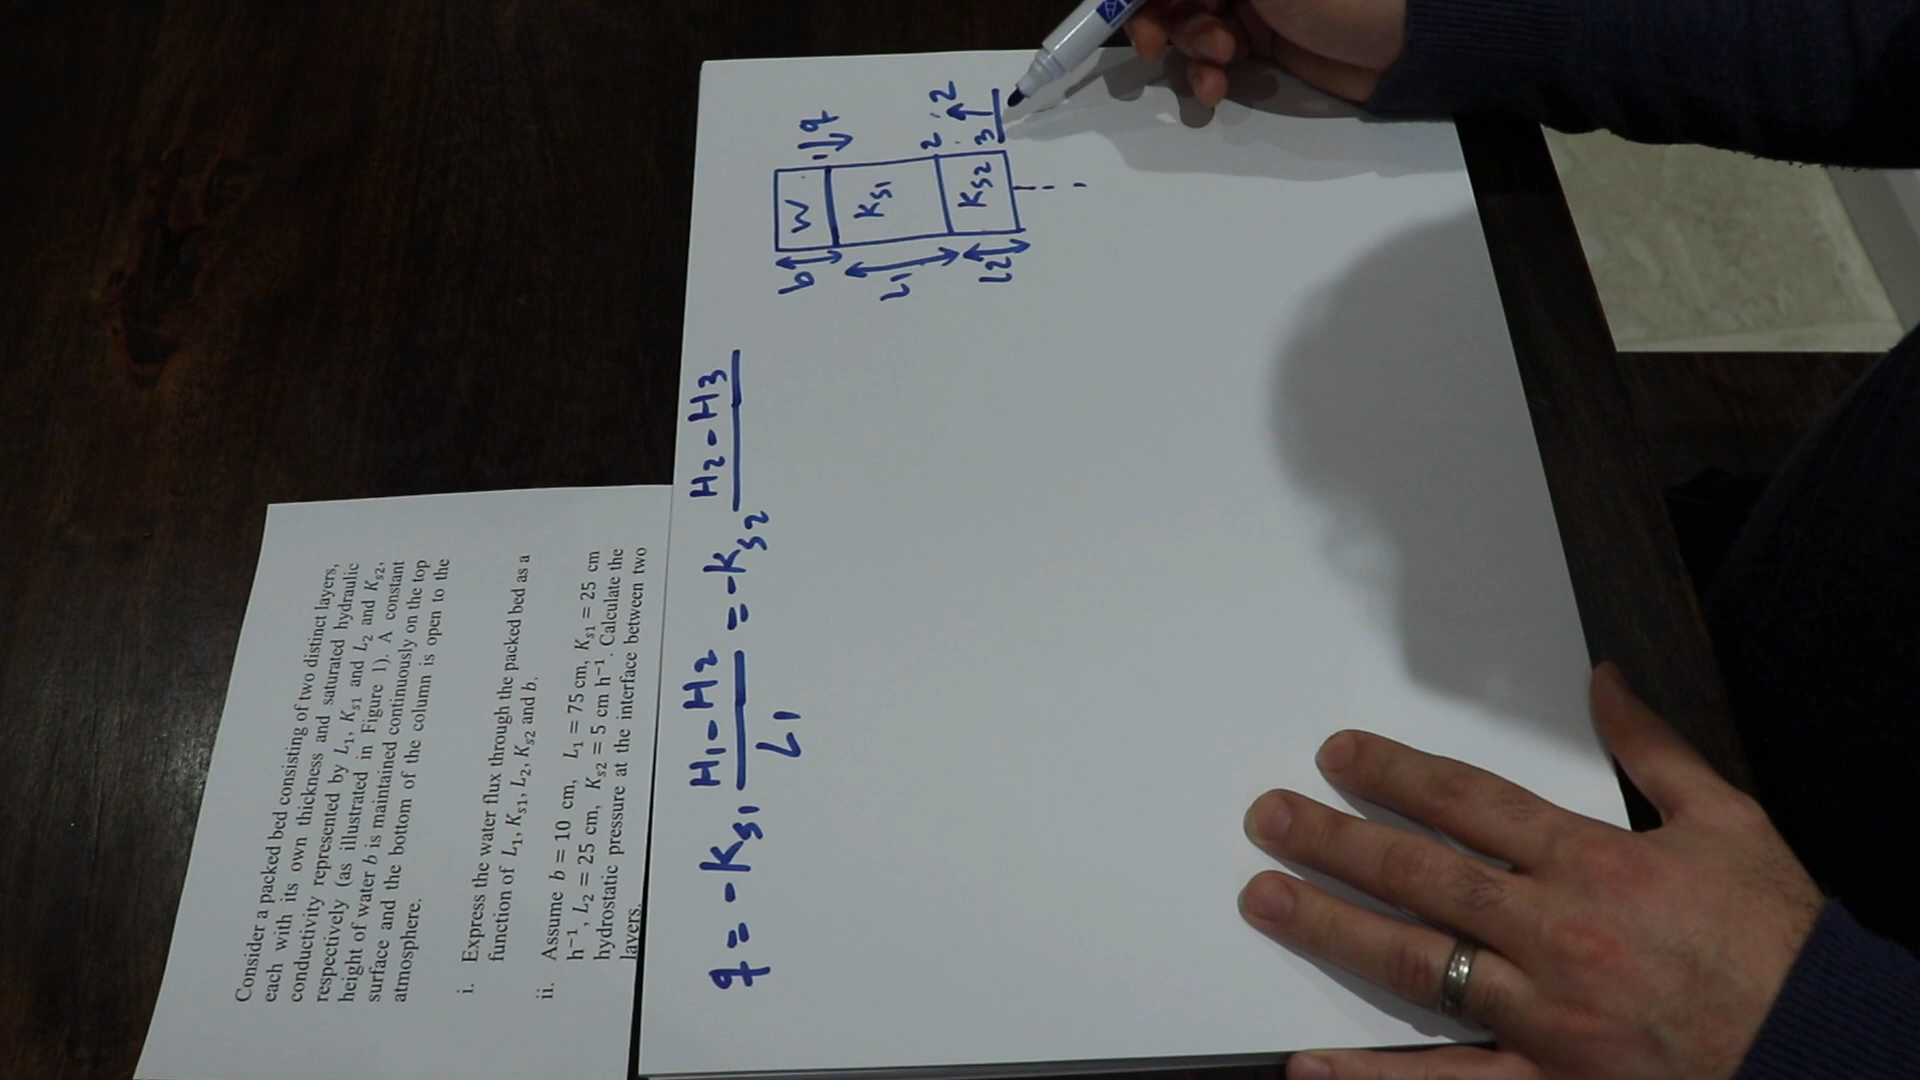 Consider a packed bed consisting of two distinct layers,
each with its own thickness and saturated hydraulic
conductivity represented by L₁, Kₛ₁ and L₂ and Kₛ₂,
respectively (as illustrated in Figure 1). A constant
height of water b is maintained continuously on the top
surface and the bottom of the column is open to the
atmosphere.
i. Express the water flux through the packed bed as a
function of L₁, Kₛ₁, L₂, Kₛ₂ and b.
ii. Assume b = 10 cm, L₁ = 75 cm, Kₛ₁ = 25 cm
h⁻¹, L₂ = 25 cm, Kₛ₂ = 5 cm h⁻¹. Calculate the
hydrostatic pressure at the interface between two
layers.
q = -Ks1 (H1-H2)/L1 = -Ks2 (H2-H3)/
b W 1 q
L1 Ks1
2
z
L2 Ks2
3